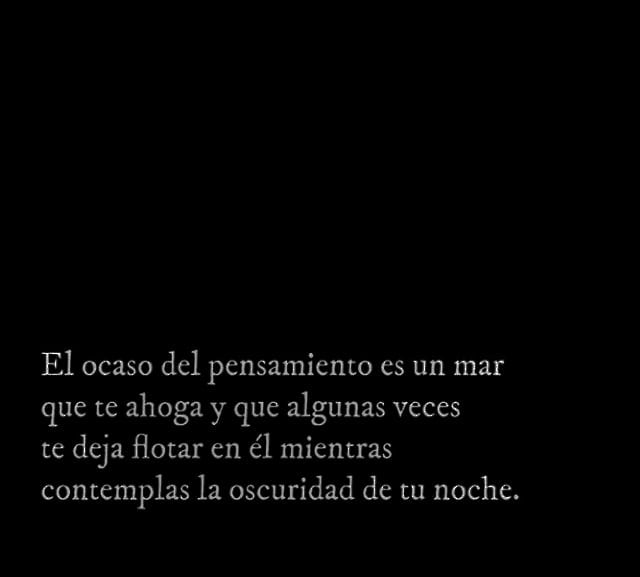 El ocaso del pensamiento es un mar
que te ahoga y que algunas veces
te deja flotar en él mientras
contemplas la oscuridad de tu noche.